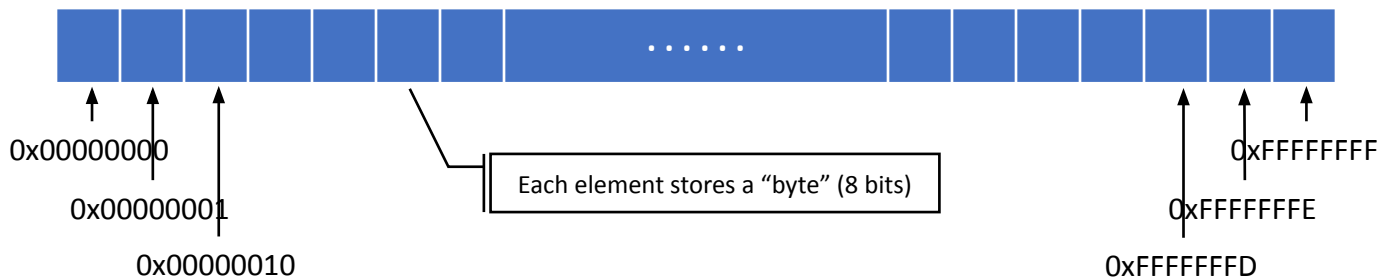 . . . . . .
0x00000000
0xFFFFFFFF
Each element stores a “byte” (8 bits)
0x00000001
0xFFFFFFFE
0x00000010
0xFFFFFFFD